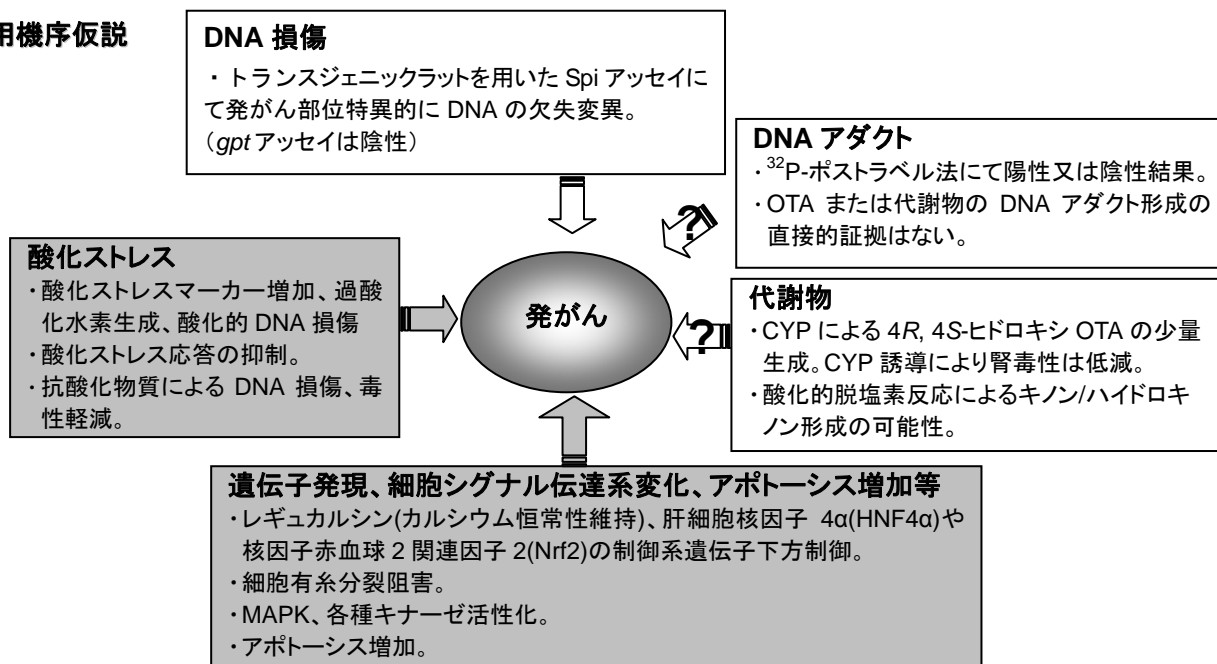 用機序仮説
DNA 損傷
・トランスジェニックラットを用いた Spi アッセイに
て発がん部位特異的に DNA の欠失変異。
（gpt アッセイは陰性）
DNA アダクト
・32P-ポストラベル法にて陽性又は陰性結果。
・OTA または代謝物の DNA アダクト形成の
直接的証拠はない。
?
酸化ストレス
・酸化ストレスマーカー増加、過酸
化水素生成、酸化的 DNA 損傷
・酸化ストレス応答の抑制。
・抗酸化物質による DNA 損傷、毒
性軽減。
発がん
?
代謝物
・CYP による 4R, 4S-ヒドロキシ OTA の少量
生成。CYP 誘導により腎毒性は低減。
・酸化的脱塩素反応によるキノン/ハイドロキ
ノン形成の可能性。
遺伝子発現、細胞シグナル伝達系変化、アポトーシス増加等
・レギュカルシン(カルシウム恒常性維持)、肝細胞核因子 4α(HNF4α)や
核因子赤血球 2 関連因子 2(Nrf2)の制御系遺伝子下方制御。
・細胞有糸分裂阻害。
・MAPK、各種キナーゼ活性化。
・アポトーシス増加。